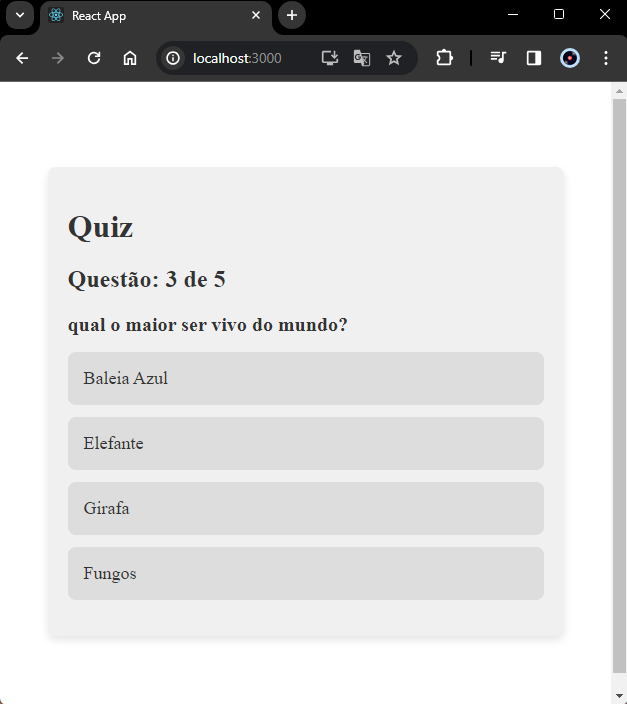 React App
localhost:3000
Quiz
Questão: 3 de 5
qual o maior ser vivo do mundo?
Baleia Azul
Elefante
Girafa
Fungos